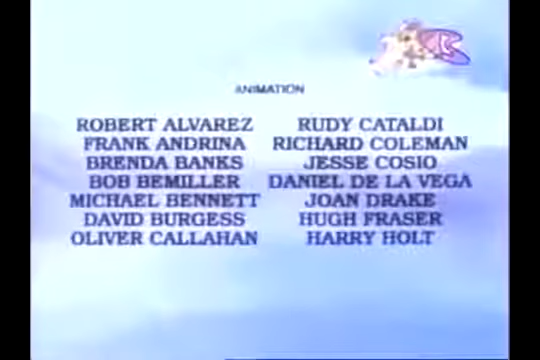 ANIMATION
ROBERT ALVAREZ RUDY CATALDI
FRANK ANDRINA RICHARD COLEMAN
BRENDA BANKS JESSE COSIO
BOB BEMILLER DANIEL DE LA VEGA
MICHAEL BENNETT JOAN DRAKE
DAVID BURGESS HUGH FRASER
OLIVER CALLAHAN HARRY HOLT